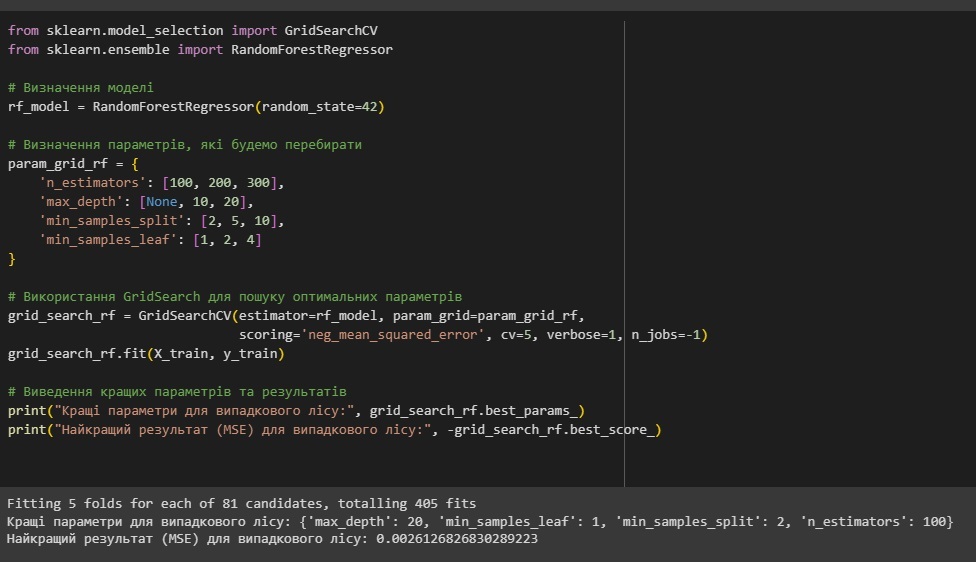 from sklearn.model_selection import GridSearchCV
from sklearn.ensemble import RandomForestRegressor
# Визначення моделі
rf_model = RandomForestRegressor(random_state=42)
# Визначення параметрів, які будемо перебирати
param_grid_rf = {
    'n_estimators': [100, 200, 300],
    'max_depth': [None, 10, 20],
    'min_samples_split': [2, 5, 10],
    'min_samples_leaf': [1, 2, 4]
}
# Використання GridSearch для пошуку оптимальних параметрів
grid_search_rf = GridSearchCV(estimator=rf_model, param_grid=param_grid_rf,
                              scoring='neg_mean_squared_error', cv=5, verbose=1, n_jobs=-1)
grid_search_rf.fit(X_train, y_train)
# Виведення кращих параметрів та результатів
print("Кращі параметри для випадкового лісу:", grid_search_rf.best_params_)
print("Найкращий результат (MSE) для випадкового лісу:", -grid_search_rf.best_score_)
Fitting 5 folds for each of 81 candidates, totalling 405 fits
Кращі параметри для випадкового лісу: {'max_depth': 20, 'min_samples_leaf': 1, 'min_samples_split': 2, 'n_estimators': 100}
Найкращий результат (MSE) для випадкового лісу: 0.0026126826830289223